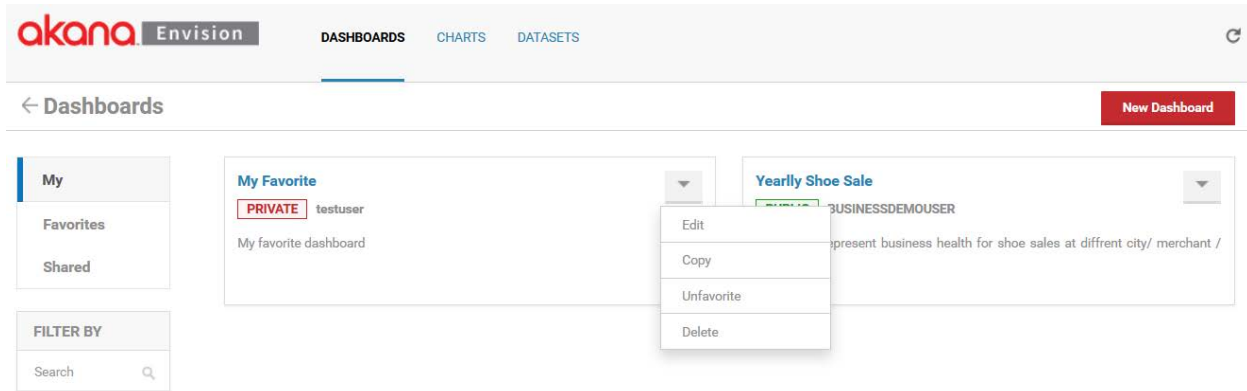 akana Envision DASHBOARDS CHARTS DATASETS
Dashboards New Dashboard
My
Favorites
Shared
FILTER BY
Search
My Favorite
PRIVATE testuser
My favorite dashboard
Edit
Copy
Unfavorite
Delete
Yearlly Shoe Sale
PUBLIC BUSINESSDEMOUSER
epresent business health for shoe sales at diffrent city/ merchant /